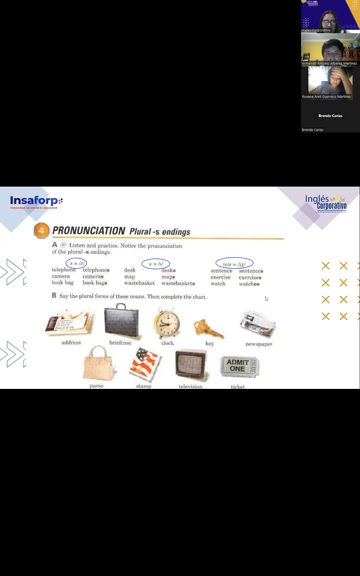 Brenda Carias
Brenda Carias
Insaforp
Inglés
Corporativo
4 PRONUNCIATION Plural -s endings
A Listen and practice. Notice the pronunciation
of the plural -s endings.
s = /z/ s = /s/ (e)s = /ɪz/
telephone telephones desk desks sentence sentences
camera cameras map maps exercise exercises
book bag book bags wastebasket wastebaskets watch watches
B Say the plural forms of these nouns. Then complete the chart.
address briefcase clock key newspaper
ADMIT
ONE
purse stamp television ticket